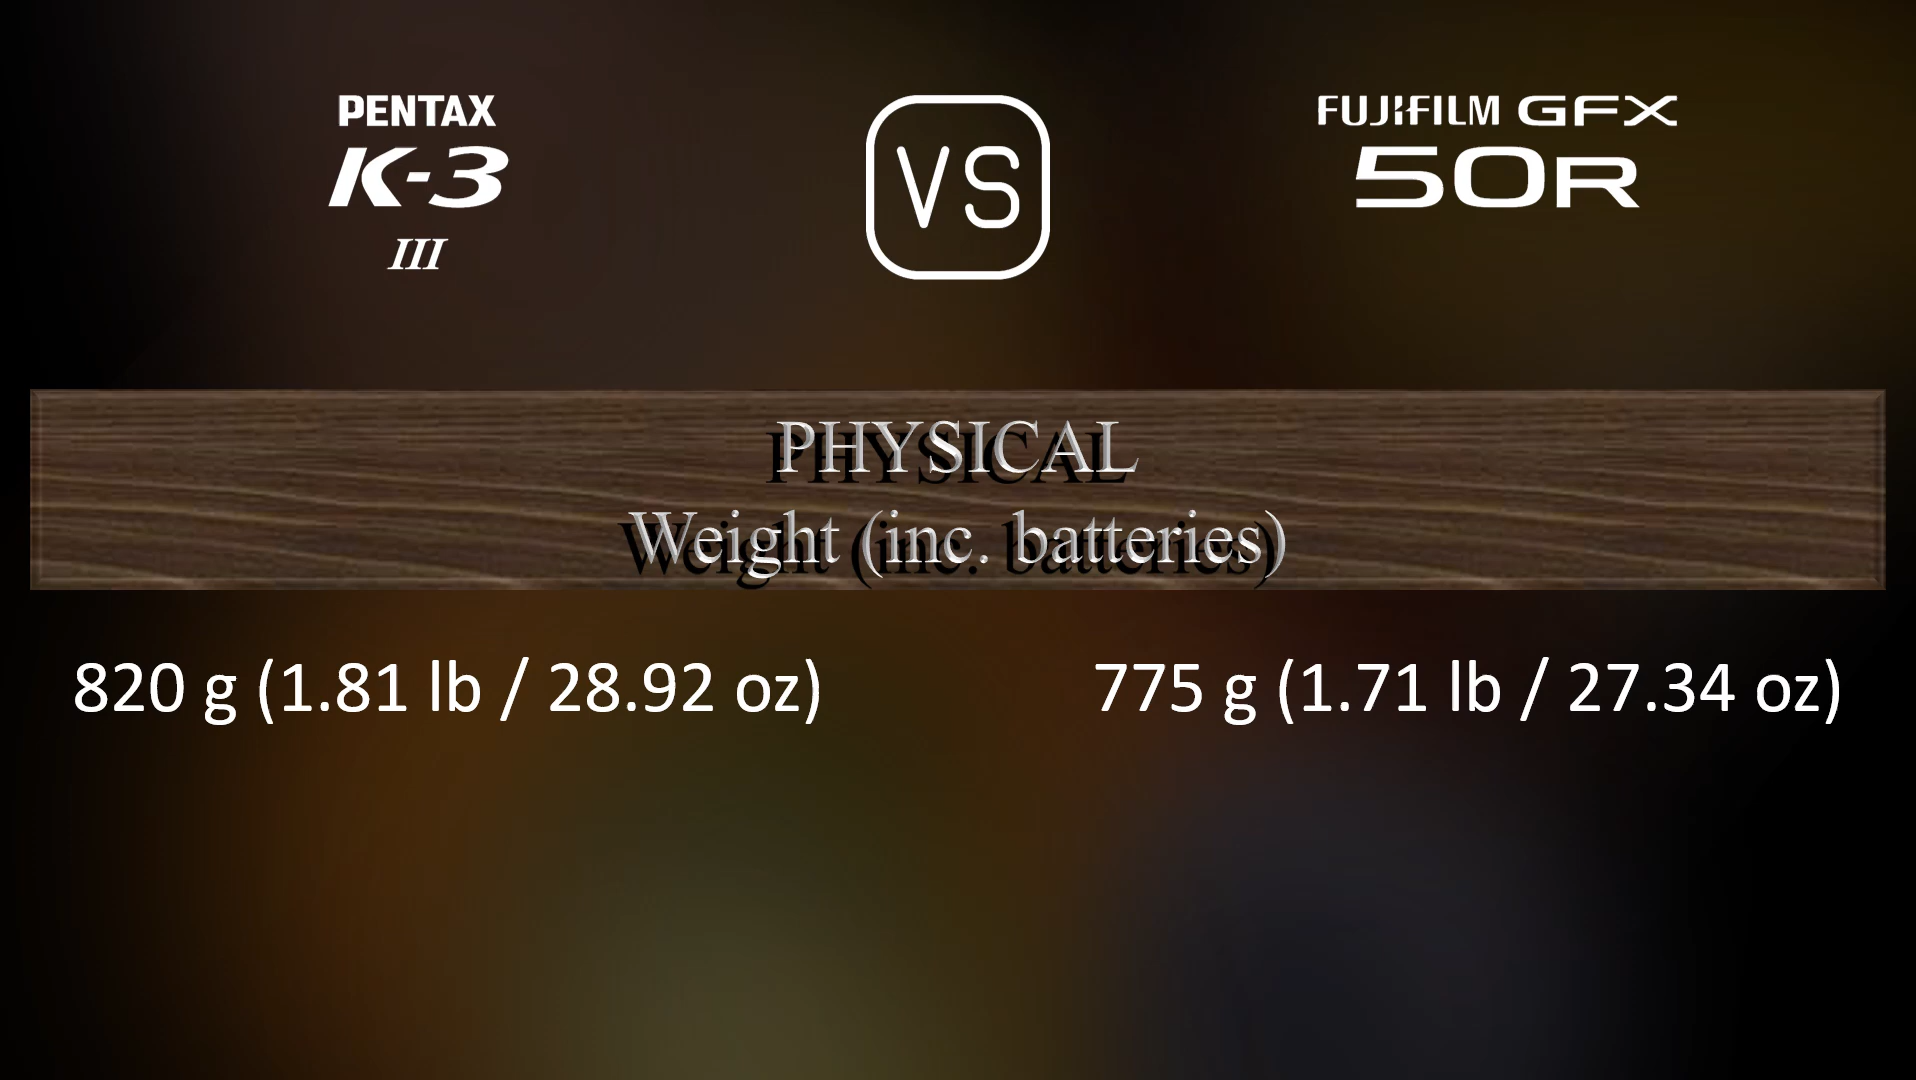 PENTAX
K-3
III
VS
FUJIFILM GFX
50R
PHYSICAL
Weight (inc. batteries)
820 g (1.81 lb / 28.92 oz)
775 g (1.71 lb / 27.34 oz)